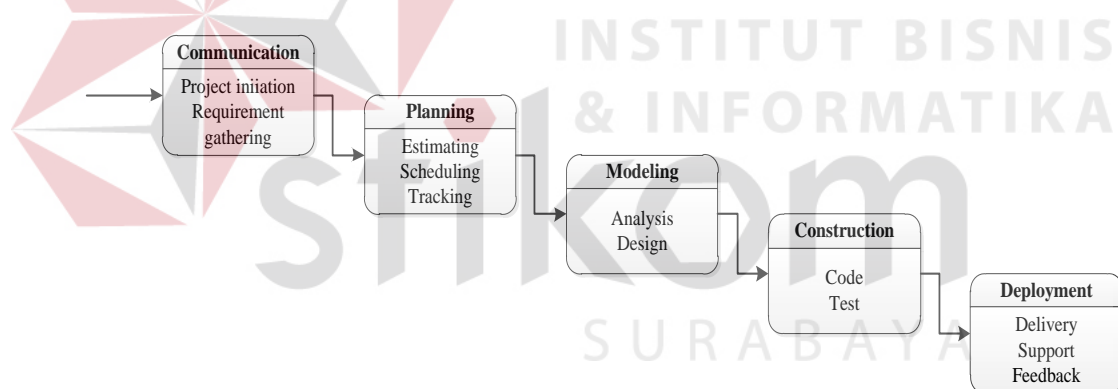 INSTITUT BISNIS
& INFORMATIKA
stikom
SURABAYA
Communication
Project iniiation
Requirement
gathering
Planning
Estimating
Scheduling
Tracking
Modeling
Analysis
Design
Construction
Code
Test
Deployment
Delivery
Support
Feedback